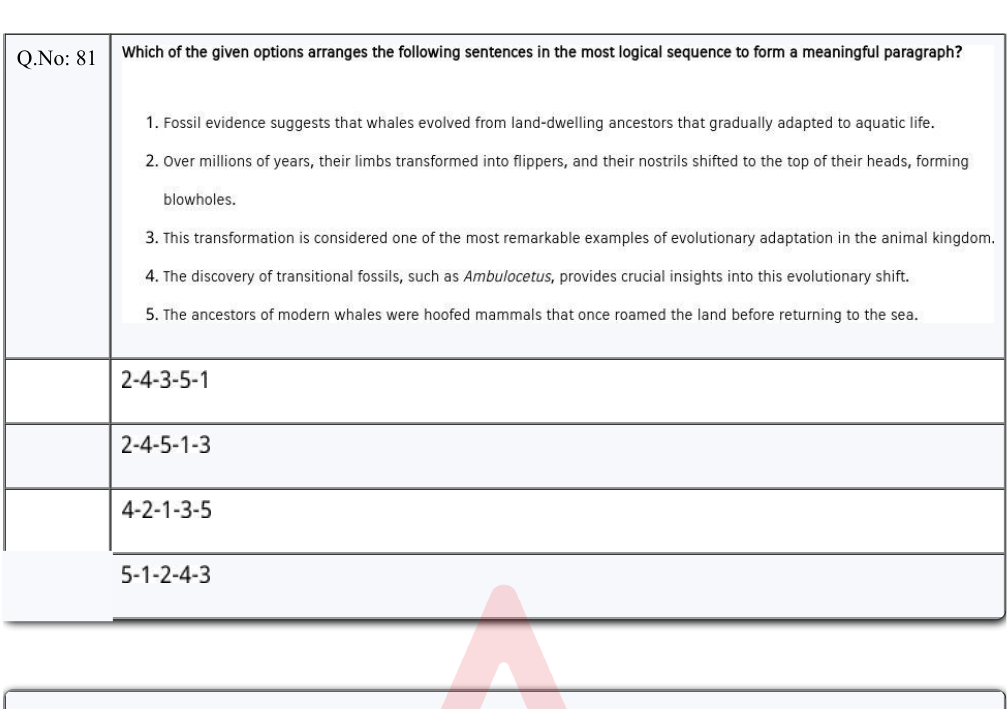 Q.No: 81
Which of the given options arranges the following sentences in the most logical sequence to form a meaningful paragraph?
1. Fossil evidence suggests that whales evolved from land-dwelling ancestors that gradually adapted to aquatic life.
2. Over millions of years, their limbs transformed into flippers, and their nostrils shifted to the top of their heads, forming
blowholes.
3. This transformation is considered one of the most remarkable examples of evolutionary adaptation in the animal kingdom.
4. The discovery of transitional fossils, such as Ambulocetus, provides crucial insights into this evolutionary shift.
5. The ancestors of modern whales were hoofed mammals that once roamed the land before returning to the sea.
2-4-3-5-1
2-4-5-1-3
4-2-1-3-5
5-1-2-4-3